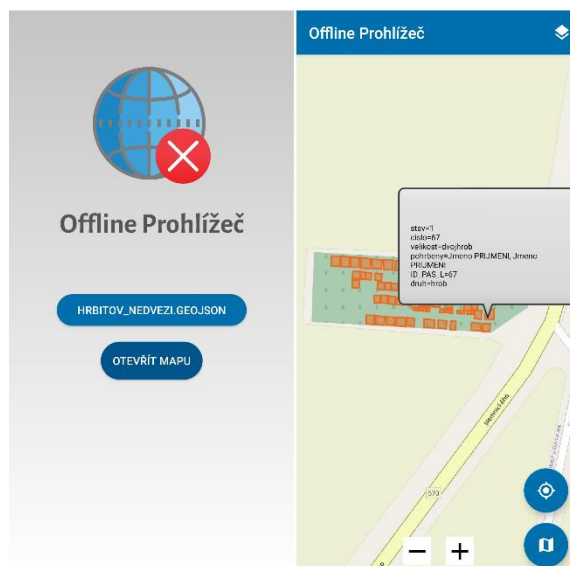 Offline Prohlížeč
HRBITOV_NEDVEZI.GEOJSON
OTEVŘÍT MAPU
Offline Prohlížeč
stav=1
cislo=67
velikost=dvojhrob
pohrbeny=Jmeno PRIJMENI, Jmeno
PRIJMENI
ID_PAS_L=67
druh=hrob
570